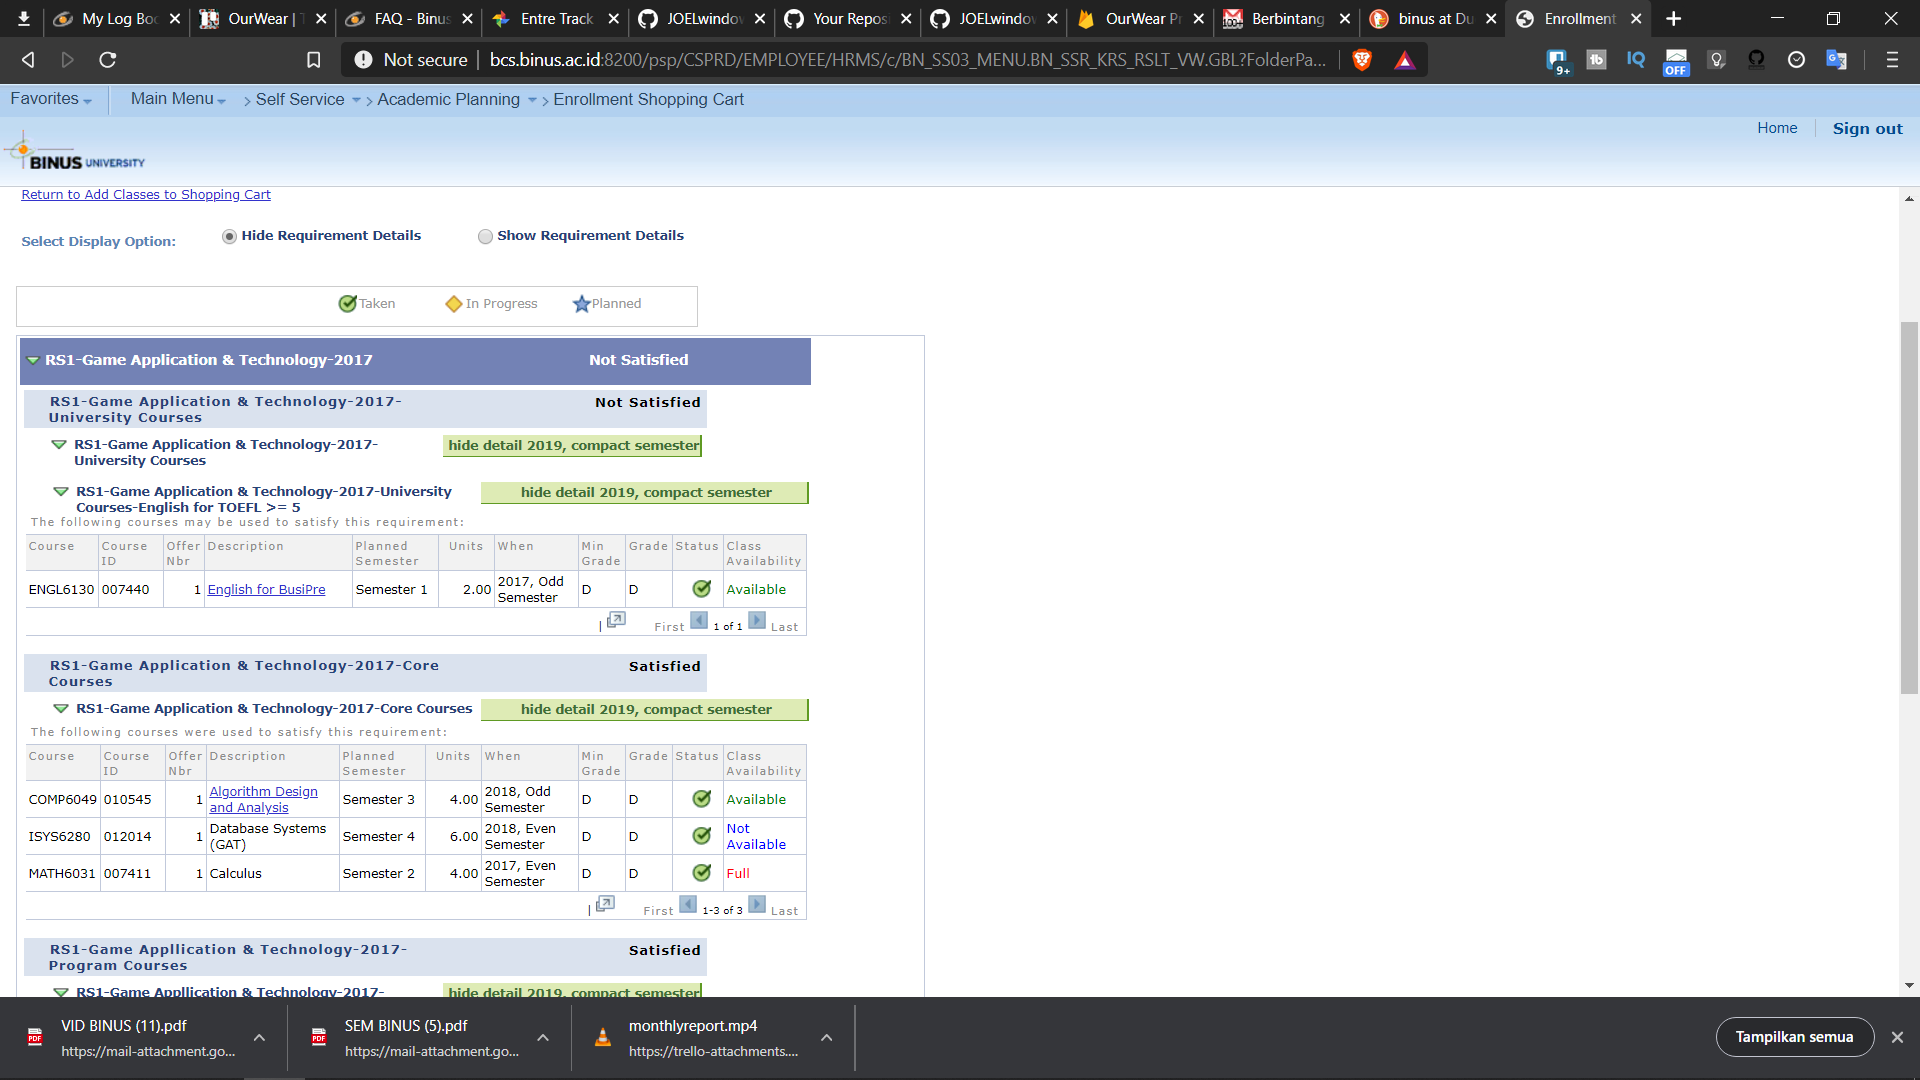 My Log Boo
OurWear | T
FAQ - Binus
Entre Track
JOELwindow
Your Reposi
JOELwindow
OurWear Pr
Berbintang
binus at Du
Enrollment
Not secure | bcs.binus.ac.id:8200/psp/CSPRD/EMPLOYEE/HRMS/c/BN_SS03_MENU.BN_SSR_KRS_RSLT_VW.GBL?FolderPa...
9+
OFF
Favorites Main Menu > Self Service > Academic Planning > Enrollment Shopping Cart
Home Sign out
BINUS UNIVERSITY
Return to Add Classes to Shopping Cart
Select Display Option: Hide Requirement Details Show Requirement Details
Taken In Progress Planned
RS1-Game Application & Technology-2017 Not Satisfied
RS1-Game Application & Technology-2017- Not Satisfied
University Courses
RS1-Game Application & Technology-2017- hide detail 2019, compact semester
University Courses
RS1-Game Application & Technology-2017-University hide detail 2019, compact semester
Courses-English for TOEFL >= 5
The following courses may be used to satisfy this requirement:
Course Course ID Offer Nbr Description Planned Semester Units When Min Grade Grade Status Class Availability
ENGL6130 007440 1 English for BusiPre Semester 1 2.00 2017, Odd Semester D D Available
| First 1 of 1 Last
RS1-Game Application & Technology-2017-Core Satisfied
Courses
RS1-Game Application & Technology-2017-Core Courses hide detail 2019, compact semester
The following courses were used to satisfy this requirement:
Course Course ID Offer Nbr Description Planned Semester Units When Min Grade Grade Status Class Availability
COMP6049 010545 1 Algorithm Design and Analysis Semester 3 4.00 2018, Odd Semester D D Available
ISYS6280 012014 1 Database Systems (GAT) Semester 4 6.00 2018, Even Semester D D Not Available
MATH6031 007411 1 Calculus Semester 2 4.00 2017, Even Semester D D Full
| First 1-3 of 3 Last
RS1-Game Appllication & Technology-2017- Satisfied
Program Courses
RS1-Game Appllication & Technology-2017- hide detail 2019, compact semester
VID BINUS (11).pdf
https://mail-attachment.go...
SEM BINUS (5).pdf
https://mail-attachment.go...
monthlyreport.mp4
https://trello-attachments....
Tampilkan semua